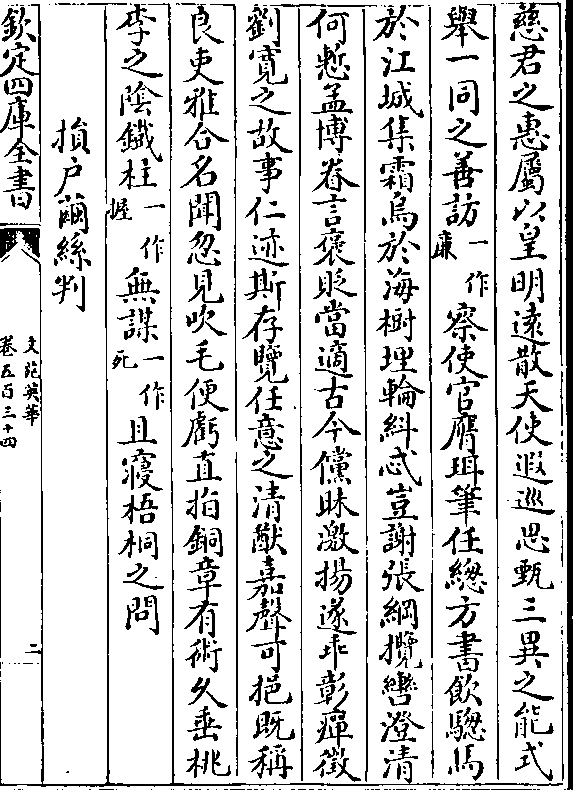 慈君之惠屬以皇明遠散天使遐巡思甄三異之能式
舉一同之善訪一作廉察使官膺珥筆任總方書飲驄馬
於江城集霜烏於海樹埋輪糾忒豈謝張綱攬轡澄清
何慙孟博眷言褒貶當適古今儻昧激揚遂乖彰癉徵
劉寛之故事仁迹斯存覽任意之清猷嘉聲可挹既稱
良吏雅合名聞忽見吹毛便虧直指銅章有術久垂桃
李之陰鐵柱一作握無謀一作死且寢梧桐之問
損户繭絲判
欽定四庫全書
文苑英華
卷五百三十四
二